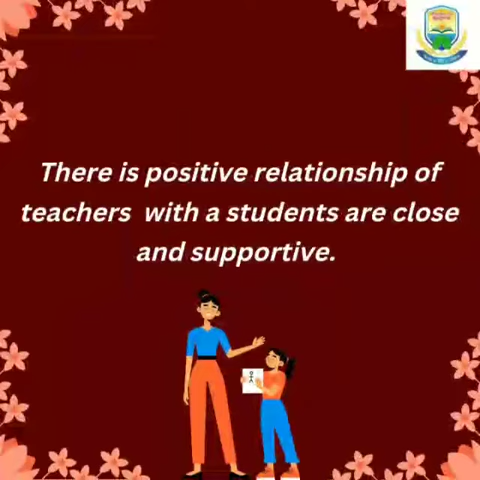 There is positive relationship of
teachers with a students are close
and supportive.